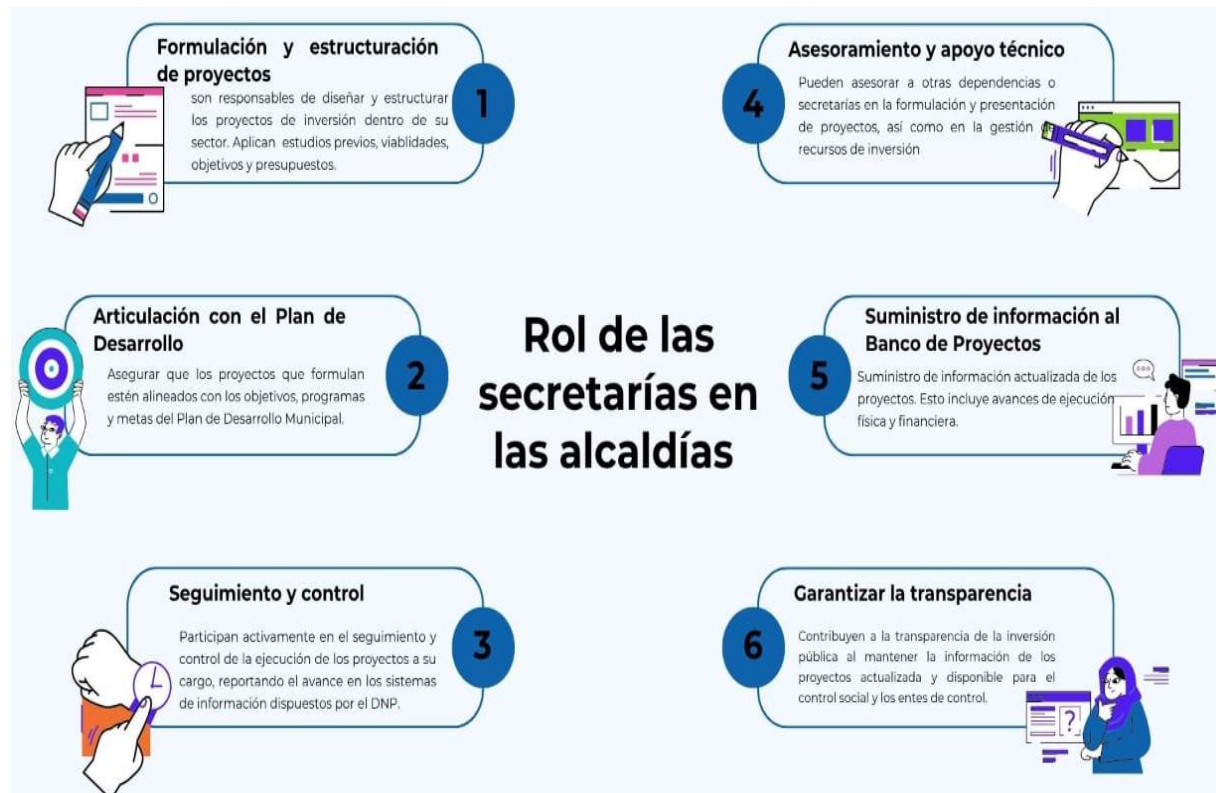 Formulación y estructuración
de proyectos
son responsables de diseñar y estructurar
los proyectos de inversión dentro de su
sector. Aplican estudios previos, viablidades,
objetivos y presupuestos.
1
Articulación con el Plan de
Desarrollo
Asegurar que los proyectos que formulan
estén alineados con los objetivos, programas
y metas del Plan de Desarrollo Municipal.
2
Seguimiento y control
Participan activamente en el seguimiento y
control de la ejecución de los proyectos a su
cargo, reportando el avance en los sistemas
de información dispuestos por el DNP.
3
Rol de las
secretarías en
las alcaldías
Asesoramiento y apoyo técnico
4
Pueden asesorar a otras dependencias o
secretarías en la formulación y presentación
de proyectos, así como en la gestión de
recursos de inversión
Suministro de información al
Banco de Proyectos
5
Suministro de información actualizada de los
proyectos. Esto incluye avances de ejecución
física y financiera.
Garantizar la transparencia
6
Contribuyen a la transparencia de la inversión
pública al mantener la información de los
proyectos actualizada y disponible para el
control social y los entes de control.
?